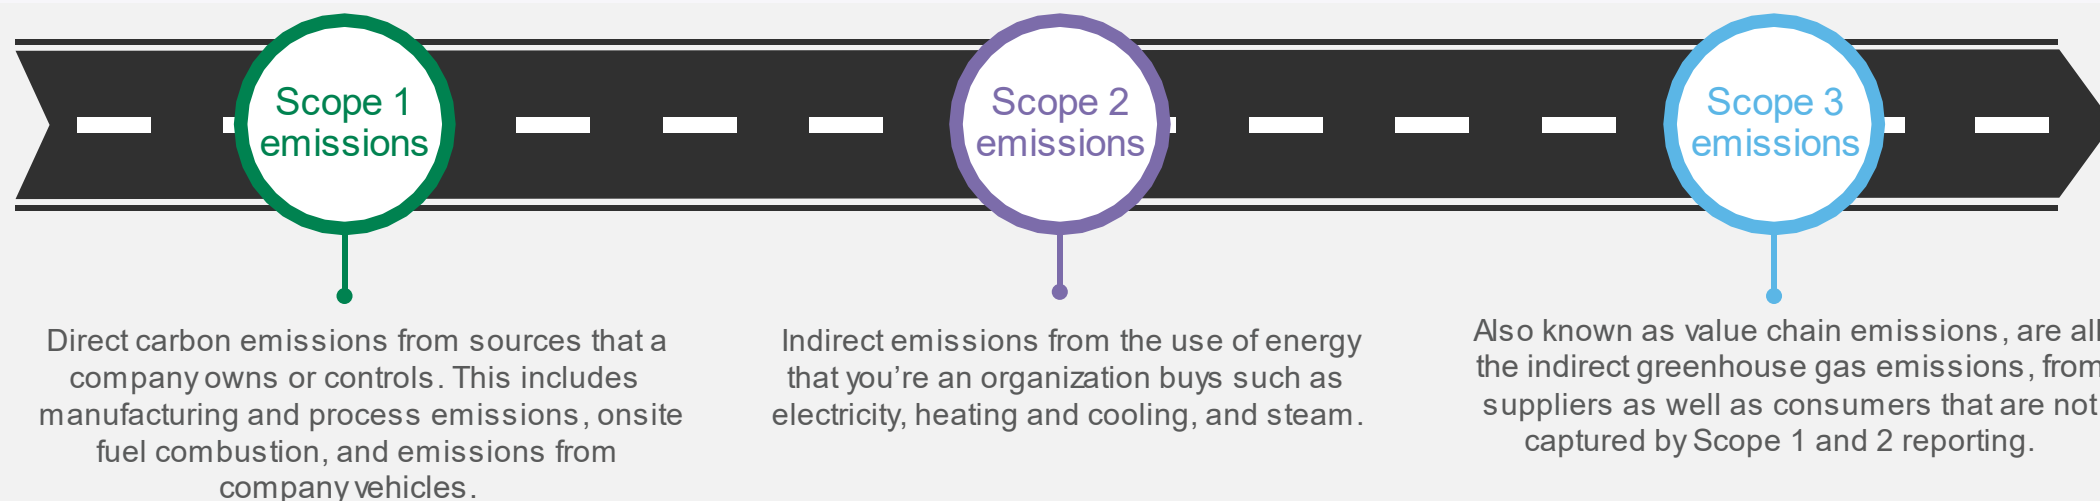 Scope 1
emissions
Scope 2
emissions
Scope 3
emissions
Direct carbon emissions from sources that a
company owns or controls. This includes
manufacturing and process emissions, onsite
fuel combustion, and emissions from
company vehicles.
Indirect emissions from the use of energy
that you’re an organization buys such as
electricity, heating and cooling, and steam.
Also known as value chain emissions, are all
the indirect greenhouse gas emissions, from
suppliers as well as consumers that are not
captured by Scope 1 and 2 reporting.